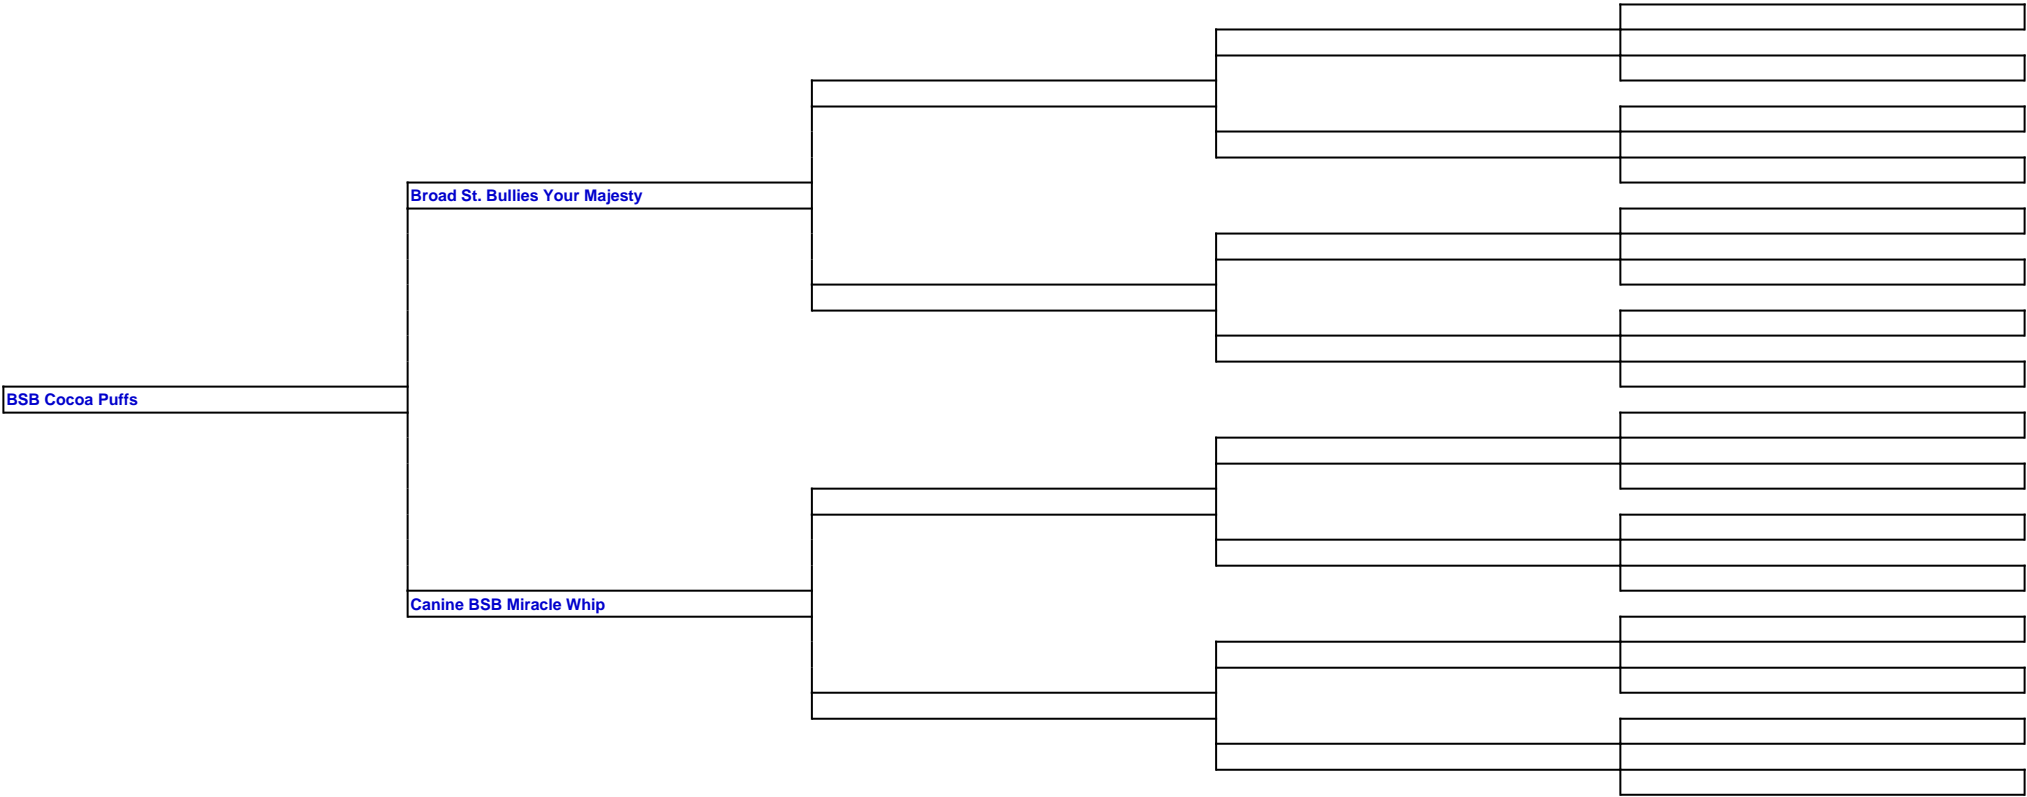 Broad St. Bullies Your Majesty
BSB Cocoa Puffs
Canine BSB Miracle Whip